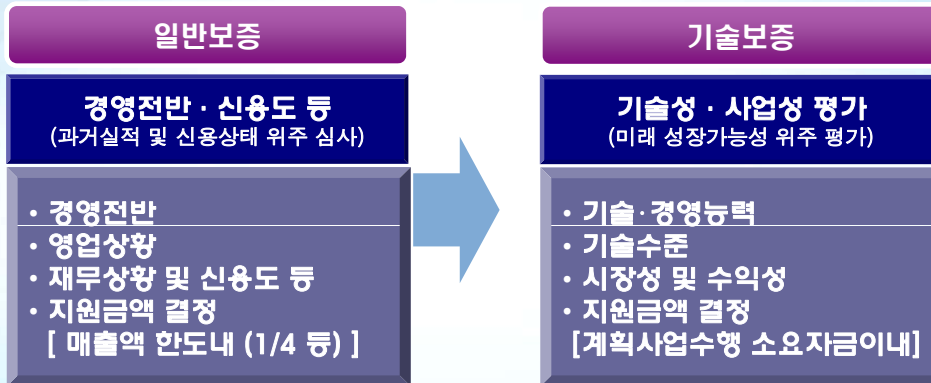 일반보증
경영전반 · 신용도 등
(과거실적 및 신용상태 위주 심사)
• 경영전반
• 영업상황
• 재무상황 및 신용도 등
• 지원금액 결정
[ 매출액 한도내 (1/4 등) ]
기술보증
기술성 · 사업성 평가
(미래 성장가능성 위주 평가)
• 기술·경영능력
• 기술수준
• 시장성 및 수익성
• 지원금액 결정
[계획사업수행 소요자금이내]